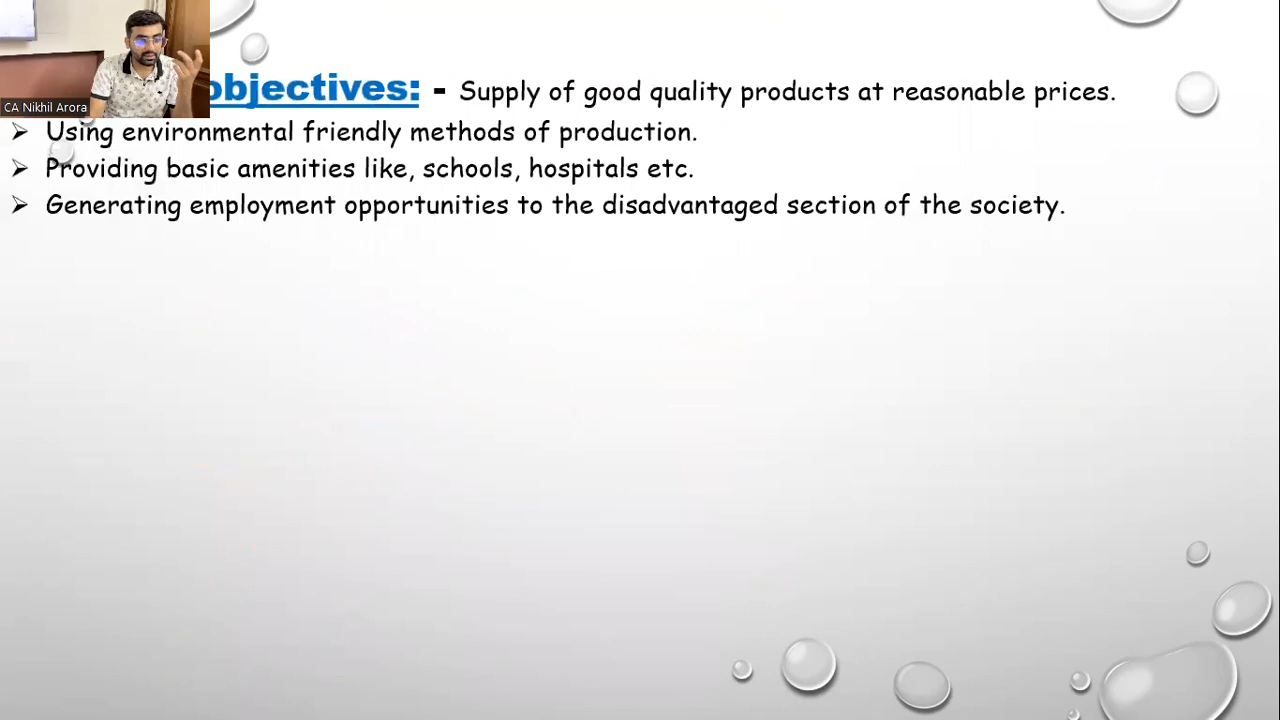 CA Nikhil Arora
objectives: - Supply of good quality products at reasonable prices.
➢ Using environmental friendly methods of production.
➢ Providing basic amenities like, schools, hospitals etc.
➢ Generating employment opportunities to the disadvantaged section of the society.